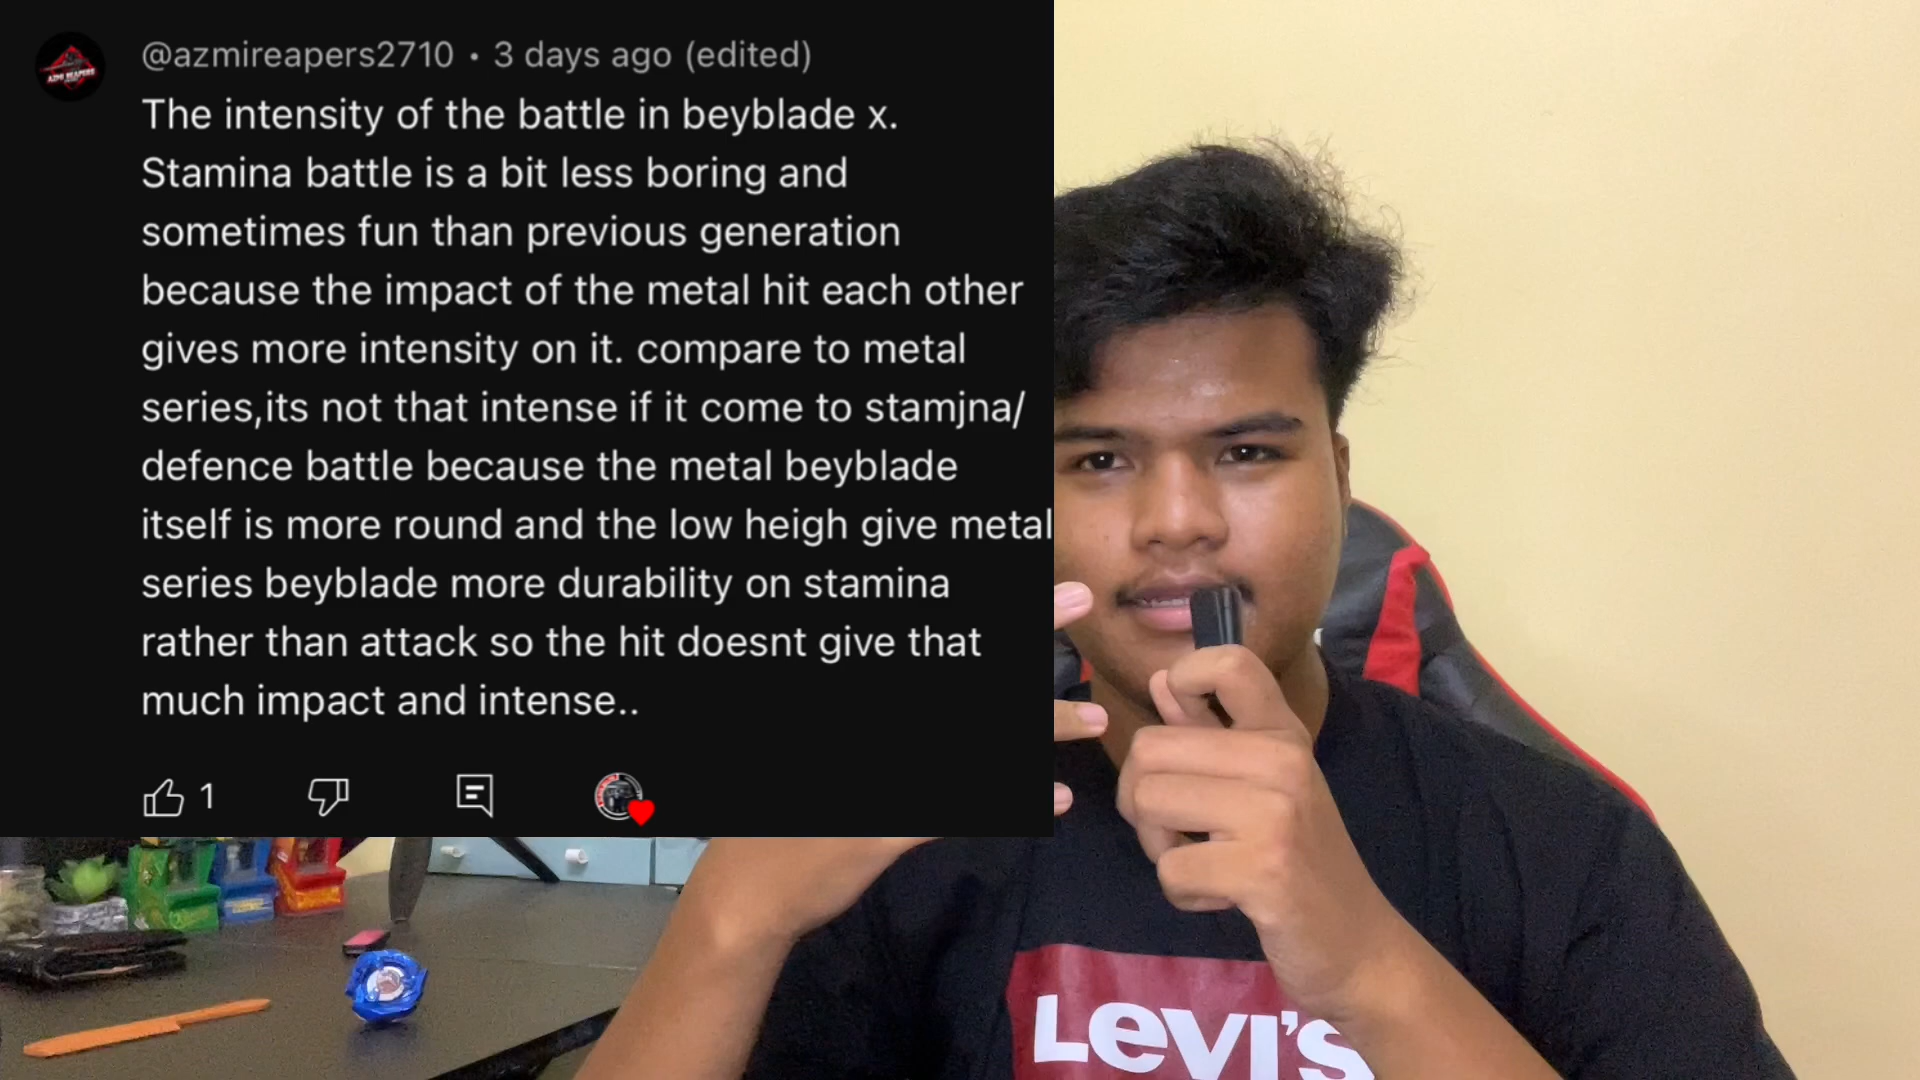 @azmireapers2710 • 3 days ago (edited)
The intensity of the battle in beyblade x.
Stamina battle is a bit less boring and
sometimes fun than previous generation
because the impact of the metal hit each other
gives more intensity on it. compare to metal
series,its not that intense if it come to stamjna/
defence battle because the metal beyblade
itself is more round and the low heigh give metal
series beyblade more durability on stamina
rather than attack so the hit doesnt give that
much impact and intense..
1
AZMI REAPERS
Levi's